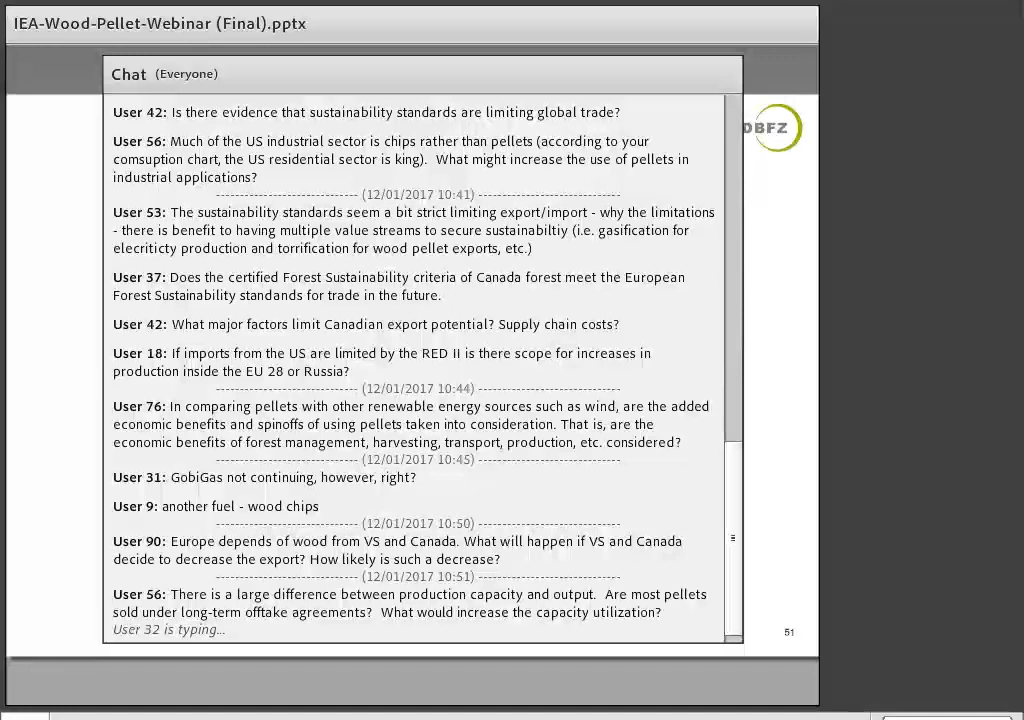 IEA-Wood-Pellet-Webinar (Final).pptx
Chat (Everyone)
User 42: Is there evidence that sustainability standards are limiting global trade?
DBFZ
User 56: Much of the US industrial sector is chips rather than pellets (according to your
comsuption chart, the US residential sector is king).  What might increase the use of pellets in
industrial applications?
---------------------------- (12/01/2017 10:41) ----------------------------
User 53: The sustainability standards seem a bit strict limiting export/import - why the limitations
- there is benefit to having multiple value streams to secure sustainabiltiy (i.e. gasification for
elecriticty production and torrification for wood pellet exports, etc.)
User 37: Does the certified Forest Sustainability criteria of Canada forest meet the European
Forest Sustainability standards for trade in the future.
User 42: What major factors limit Canadian export potential? Supply chain costs?
User 18: If imports from the US are limited by the RED II is there scope for increases in
production inside the EU 28 or Russia?
---------------------------- (12/01/2017 10:44) ----------------------------
User 76: In comparing pellets with other renewable energy sources such as wind, are the added
economic benefits and spinoffs of using pellets taken into consideration. That is, are the
economic benefits of forest management, harvesting, transport, production, etc. considered?
---------------------------- (12/01/2017 10:45) ----------------------------
User 31: GobiGas not continuing, however, right?
User 9: another fuel - wood chips
---------------------------- (12/01/2017 10:50) ----------------------------
User 90: Europe depends of wood from VS and Canada. What will happen if VS and Canada
decide to decrease the export? How likely is such a decrease?
---------------------------- (12/01/2017 10:51) ----------------------------
User 56: There is a large difference between production capacity and output.  Are most pellets
sold under long-term offtake agreements?  What would increase the capacity utilization?
User 32 is typing...
51